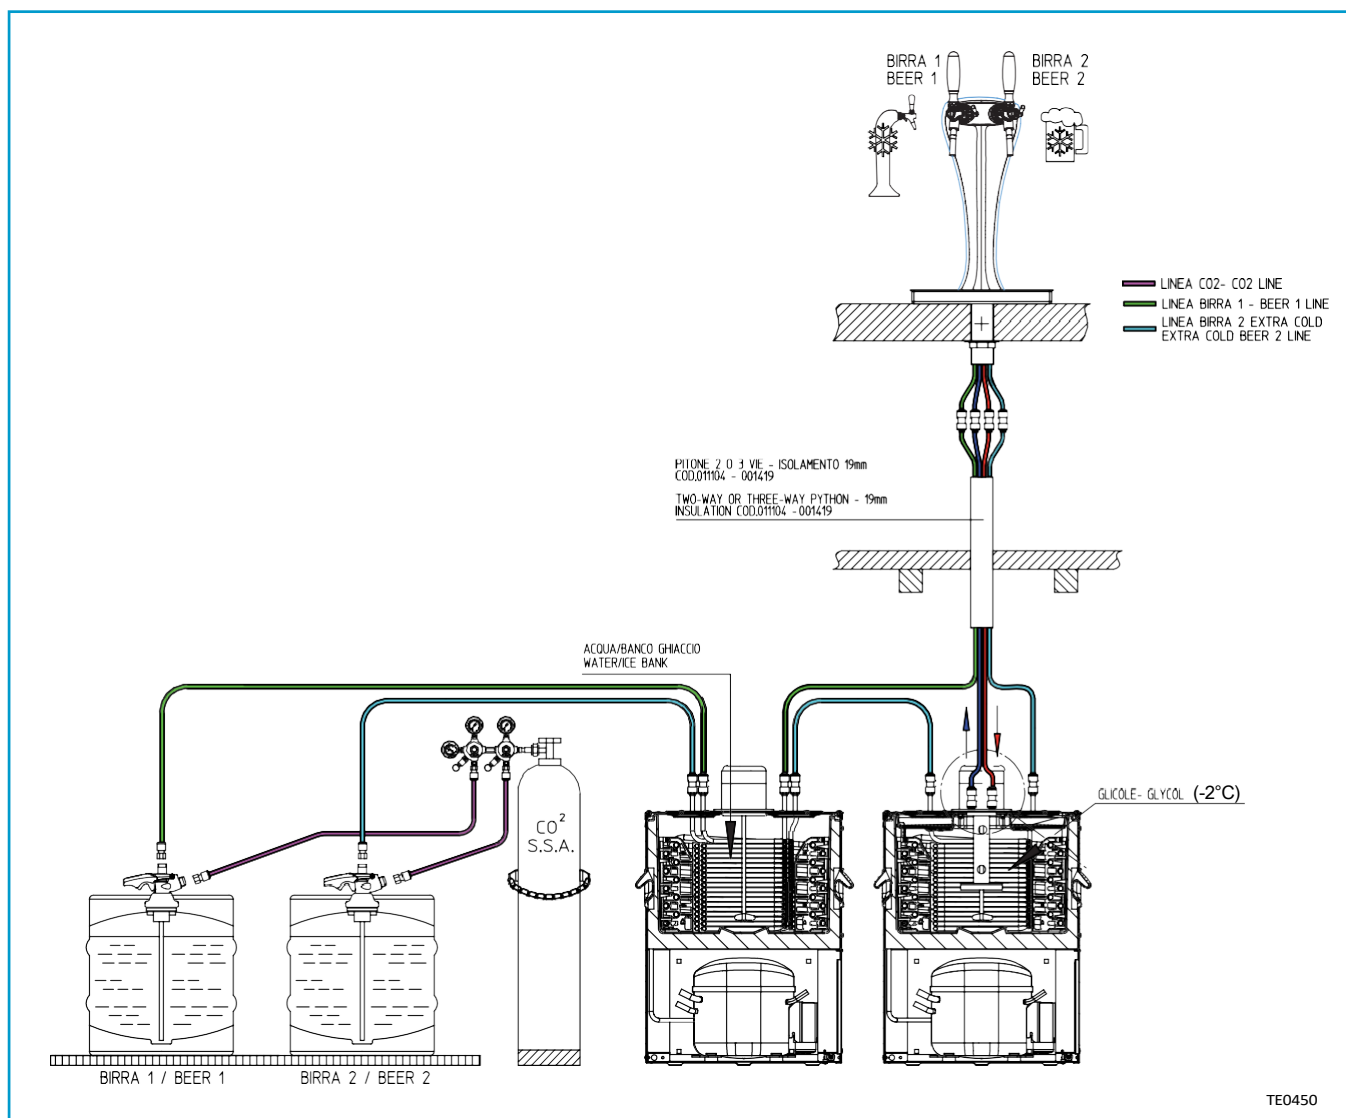 BIRRA 1
BEER 1
BIRRA 2
BEER 2
LINEA CO2- CO2 LINE
LINEA BIRRA 1 - BEER 1 LINE
LINEA BIRRA 2 EXTRA COLD
EXTRA COLD BEER 2 LINE
PITONE 2 O 3 VIE - ISOLAMENTO 19mm
COD.011104 - 001419
TWO-WAY OR THREE-WAY PYTHON - 19mm
INSULATION COD.011104 - 001419
ACQUA/BANCO GHIACCIO
WATER/ICE BANK
GLICOLE- GLYCOL (-2°C)
CO²
S.S.A.
BIRRA 1 / BEER 1
BIRRA 2 / BEER 2
TE0450